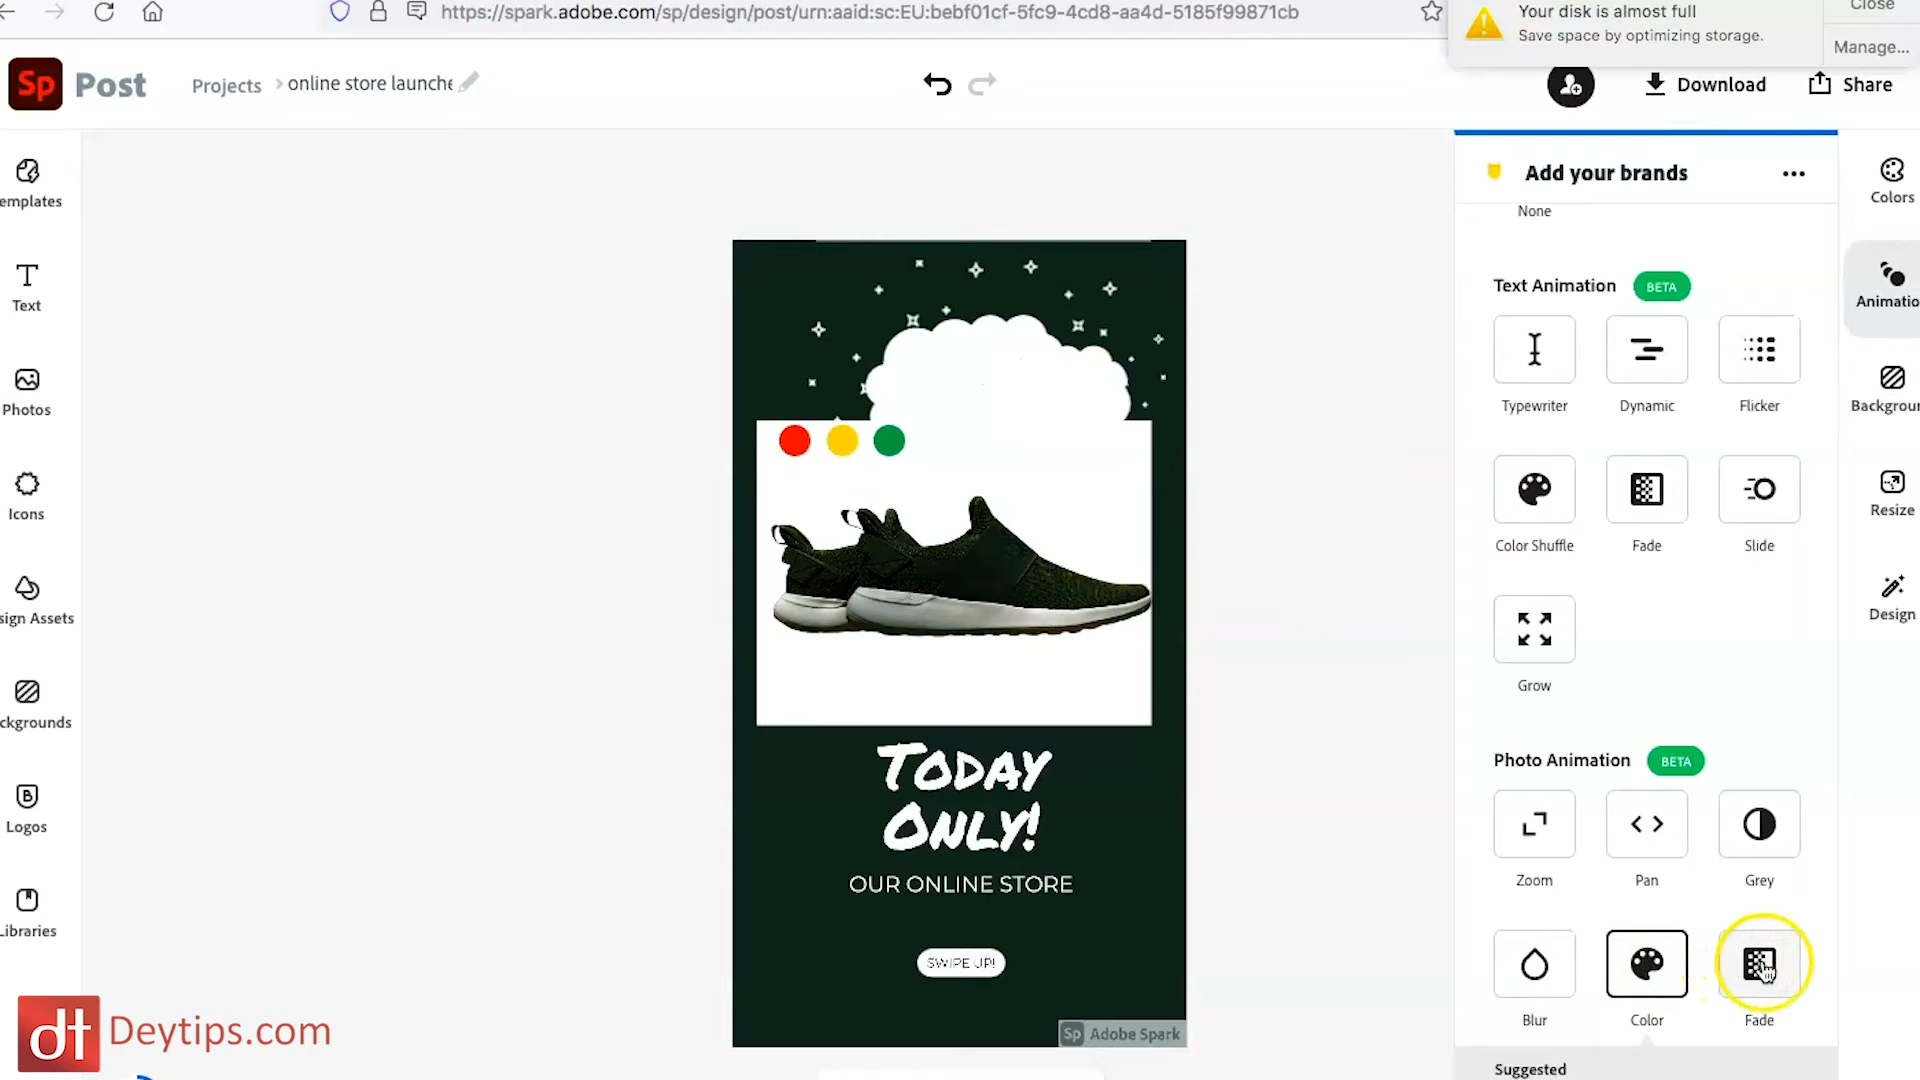 https://spark.adobe.com/sp/design/post/urn:aaid:sc:EU:bebf01cf-5fc9-4cd8-aa4d-5185f99871cb
Your disk is almost full
Save space by optimizing storage.
Close
Manage...
Sp Post
Projects > online store launche
Download
Share
emplates
Text
Photos
Icons
sign Assets
ckgrounds
Logos
Libraries
TODAY
ONLY!
OUR ONLINE STORE
SWIPE UP!
Sp Adobe Spark
Add your brands
None
Text Animation BETA
Typewriter Dynamic Flicker
Color Shuffle Fade Slide
Grow
Photo Animation BETA
Zoom Pan Grey
Blur Color Fade
Suggested
Colors
Animatio
Backgroun
Resize
Design
dt Deytips.com